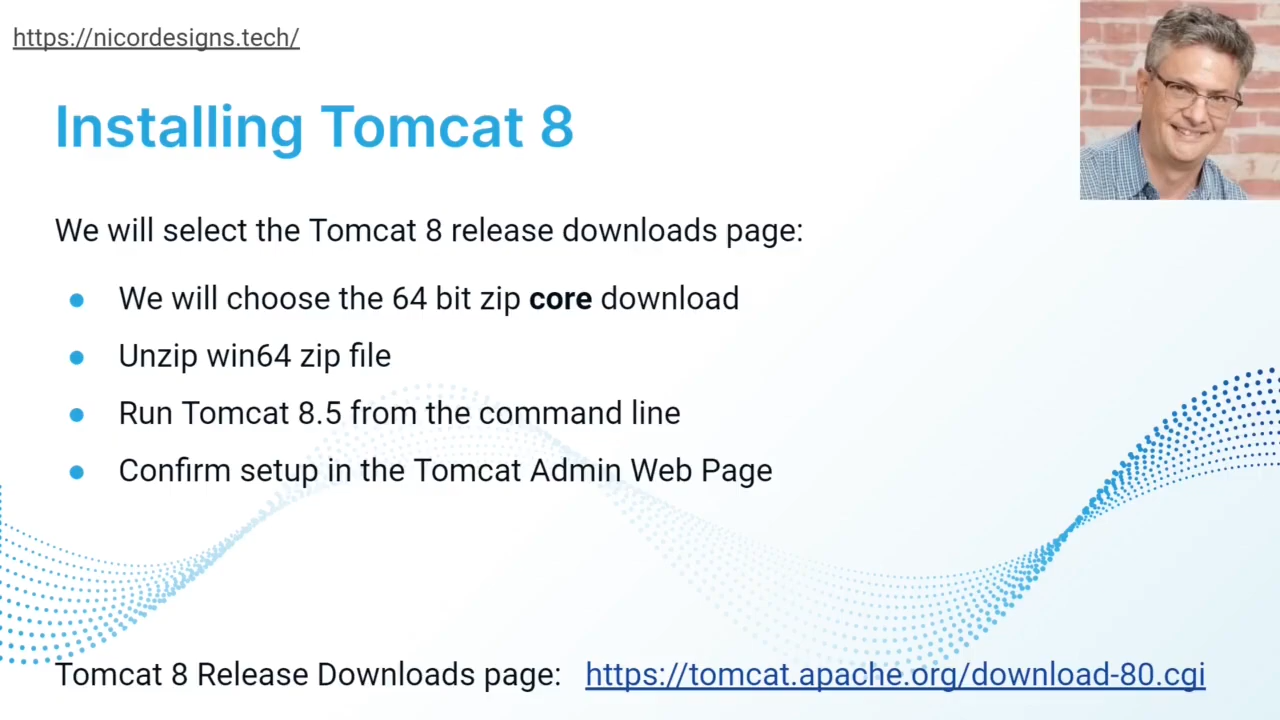 https://nicordesigns.tech/
Installing Tomcat 8
We will select the Tomcat 8 release downloads page:
We will choose the 64 bit zip core download
Unzip win64 zip file
Run Tomcat 8.5 from the command line
Confirm setup in the Tomcat Admin Web Page
Tomcat 8 Release Downloads page: https://tomcat.apache.org/download-80.cgi